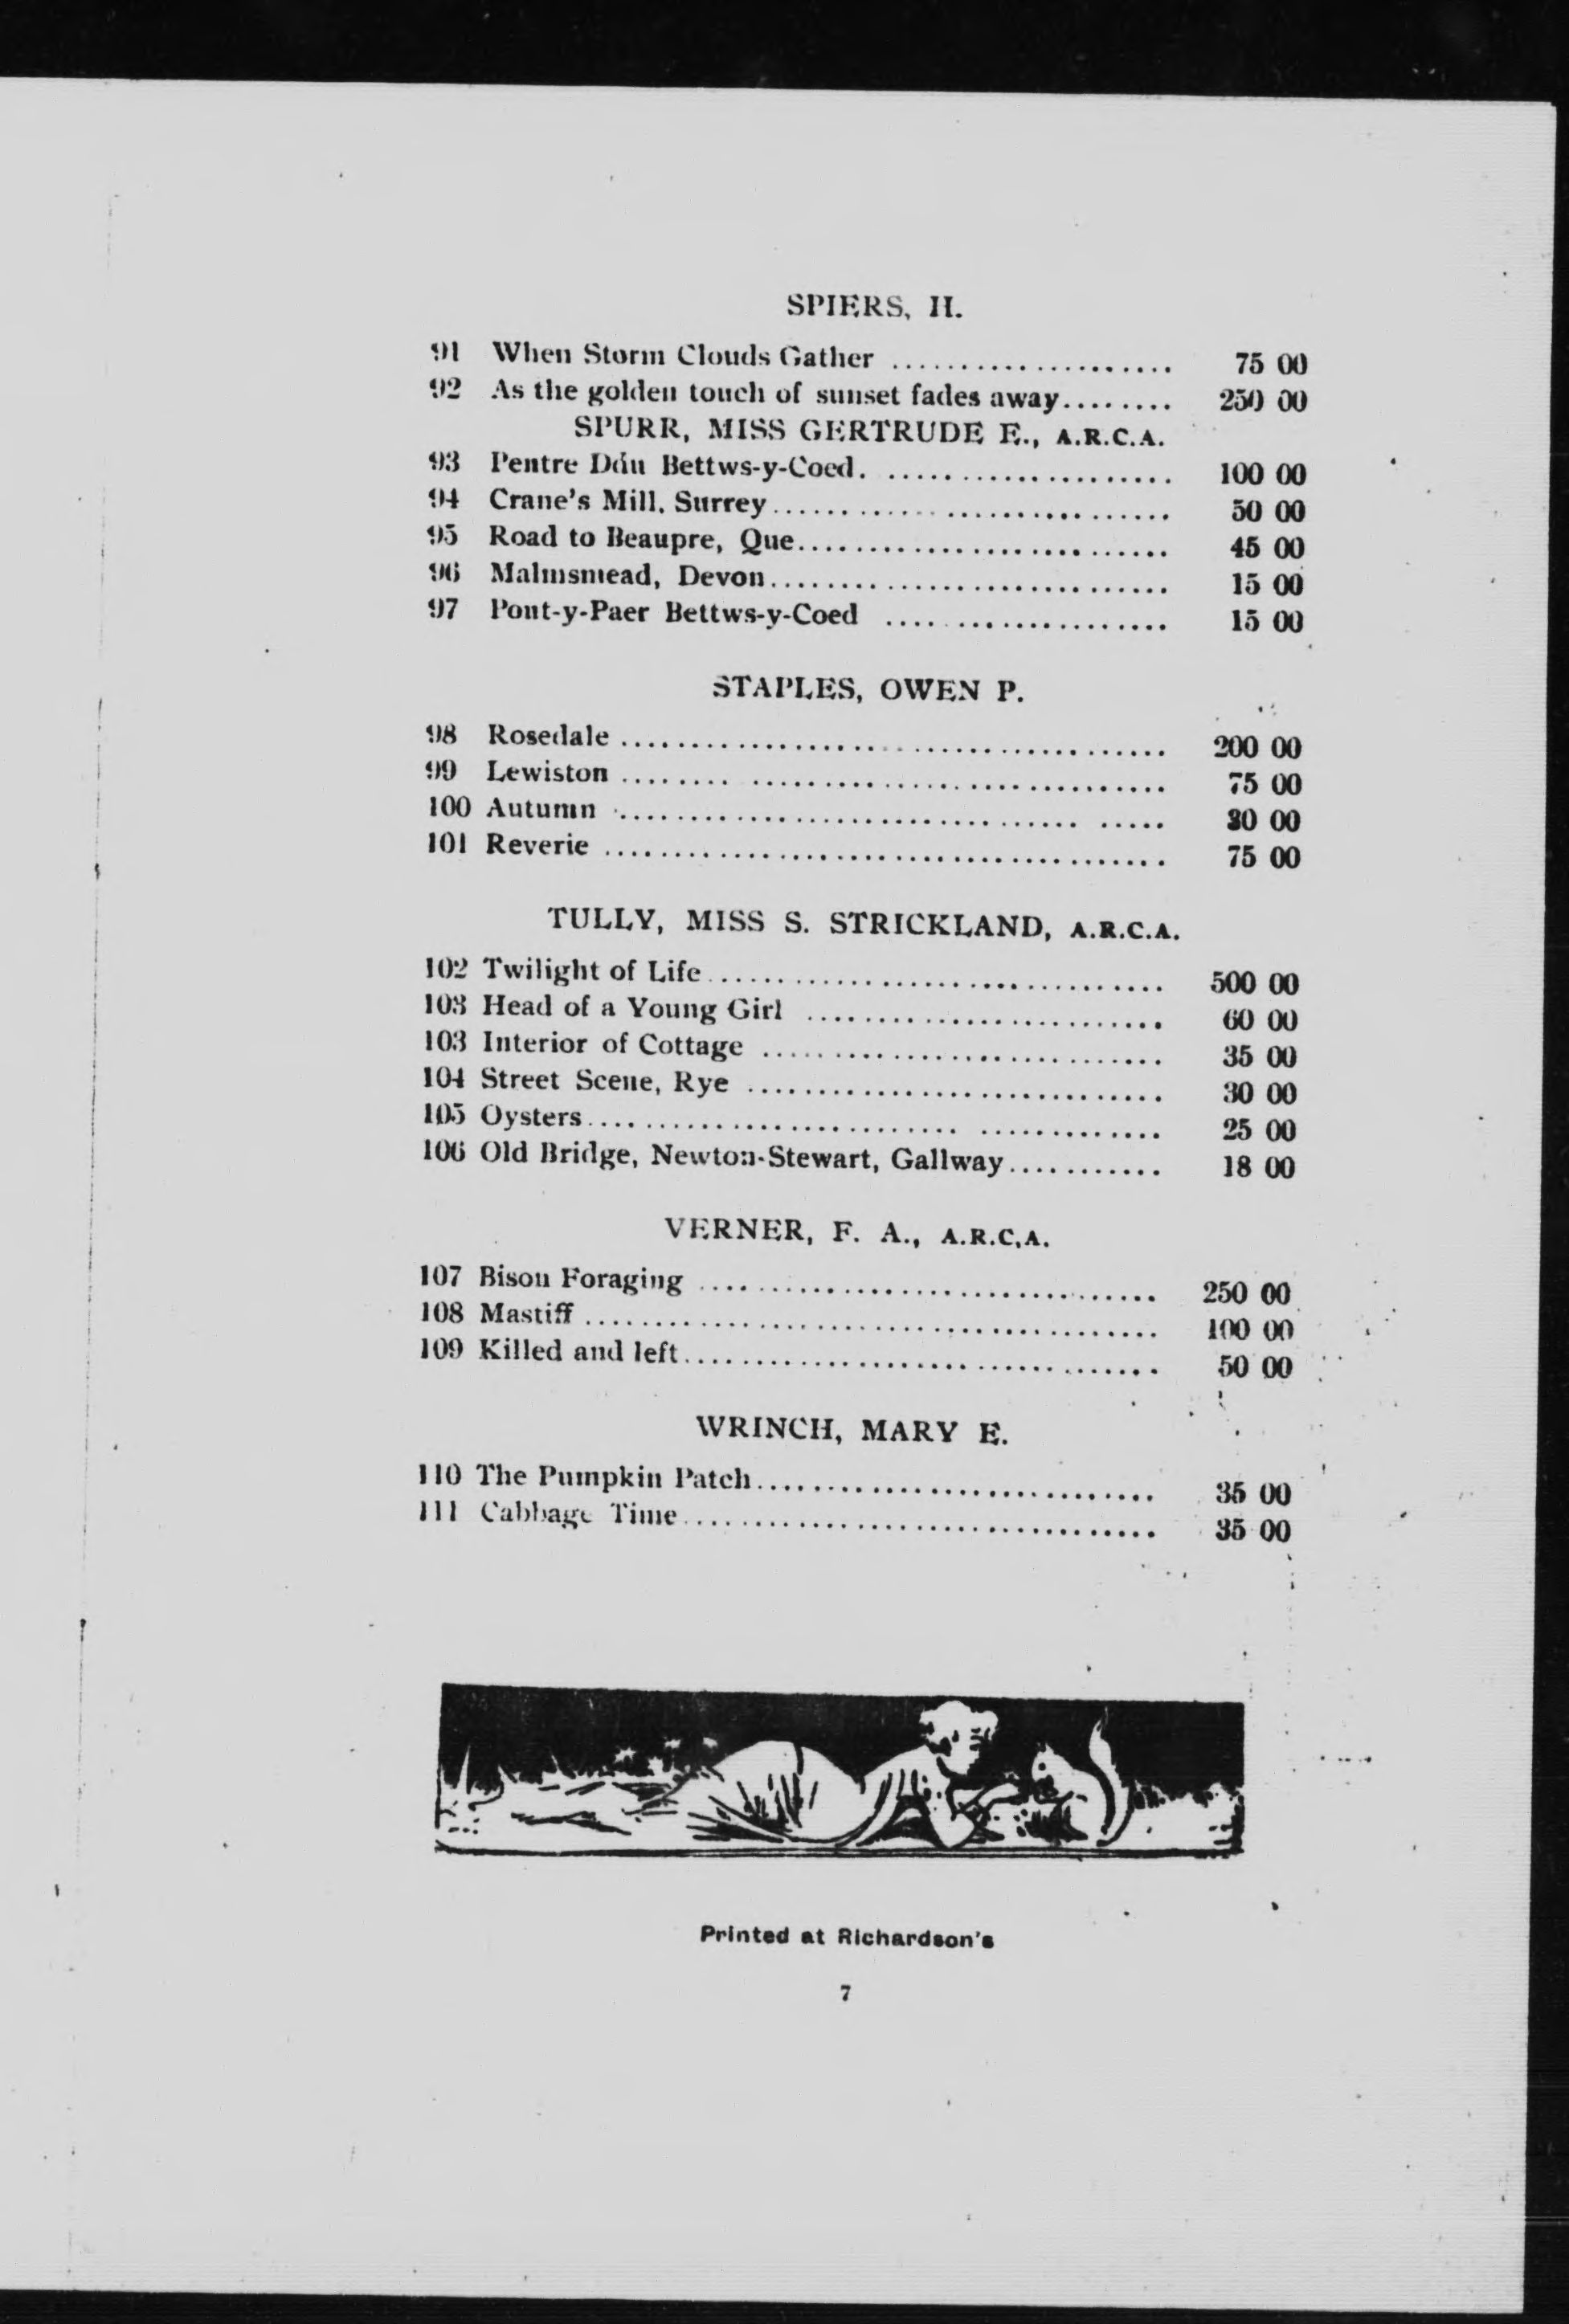 SPIERS, H.
91 When Storm Clouds Gather ..................... 75 00
92 As the golden touch of sunset fades away........ 250 00
SPURR, MISS GERTRUDE E., A.R.C.A.
93 Pentre Ddu Bettws-y-Coed. ..................... 100 00
94 Crane's Mill, Surrey............................ 50 00
95 Road to Beaupre, Que.......................... 45 00
96 Malmsmead, Devon............................ 15 00
97 Pont-y-Paer Bettws-y-Coed .................... 15 00
STAPLES, OWEN P.
98 Rosedale ...................................... 200 00
99 Lewiston ...................................... 75 00
100 Autumn ...................................... 30 00
101 Reverie ....................................... 75 00
TULLY, MISS S. STRICKLAND, A.R.C.A.
102 Twilight of Life................................ 500 00
103 Head of a Young Girl ......................... 60 00
103 Interior of Cottage ............................ 35 00
104 Street Scene, Rye ............................. 30 00
105 Oysters....................................... 25 00
106 Old Bridge, Newton-Stewart, Gallway........... 18 00
VERNER, F. A., A.R.C,A.
107 Bison Foraging ................................ 250 00
108 Mastiff ........................................ 100 00
109 Killed and left................................. 50 00
WRINCH, MARY E.
110 The Pumpkin Patch............................ 35 00
111 Cabbage Time................................. 35 00
Printed at Richardson's
7